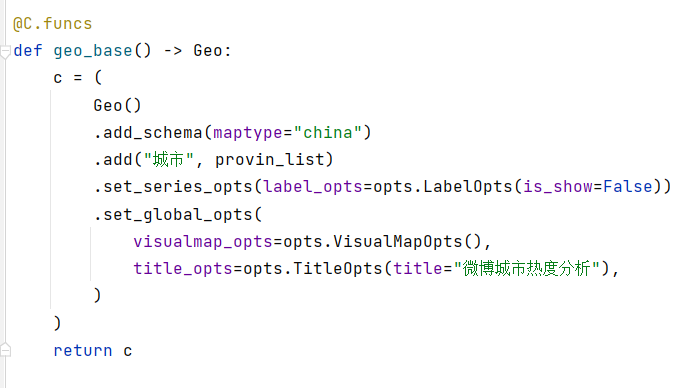 @C.funcs
def geo_base() -> Geo:
    c = (
        Geo()
        .add_schema(maptype="china")
        .add("城市", provin_list)
        .set_series_opts(label_opts=opts.LabelOpts(is_show=False))
        .set_global_opts(
            visualmap_opts=opts.VisualMapOpts(),
            title_opts=opts.TitleOpts(title="微博城市热度分析"),
        )
    )
    return c